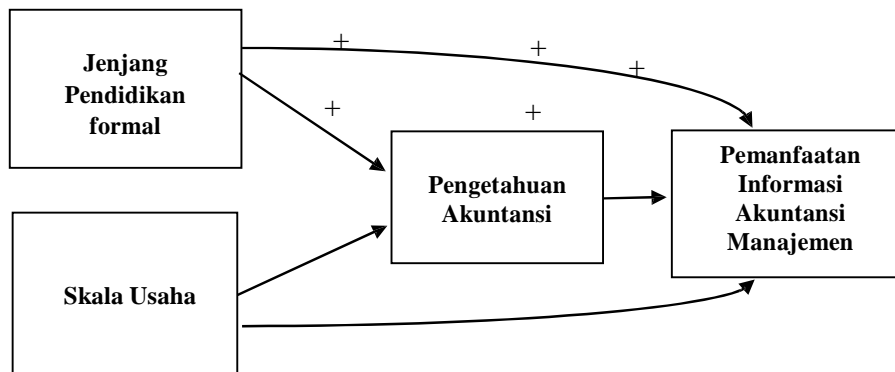 +
+
+
Jenjang
Pendidikan
formal
+
+
Pengetahuan
Akuntansi
Pemanfaatan
Informasi
Akuntansi
Manajemen
Skala Usaha